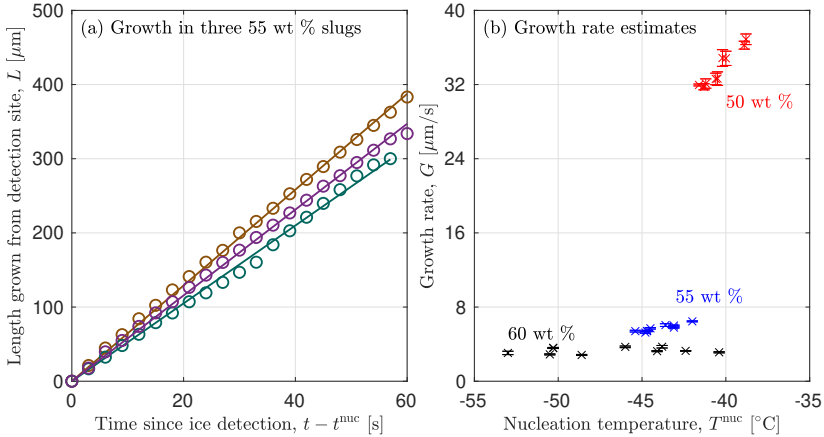 (a) Growth in three 55 wt % slugs
500
400
300
200
100
0
0
20
40
60
Length grown from detection site, L [μm]
Time since ice detection, t − t^nuc [s]
(b) Growth rate estimates
40
32
24
16
8
0
-55
-50
-45
-40
-35
50 wt %
55 wt %
60 wt %
Growth rate, G [μm/s]
Nucleation temperature, T^nuc [°C]